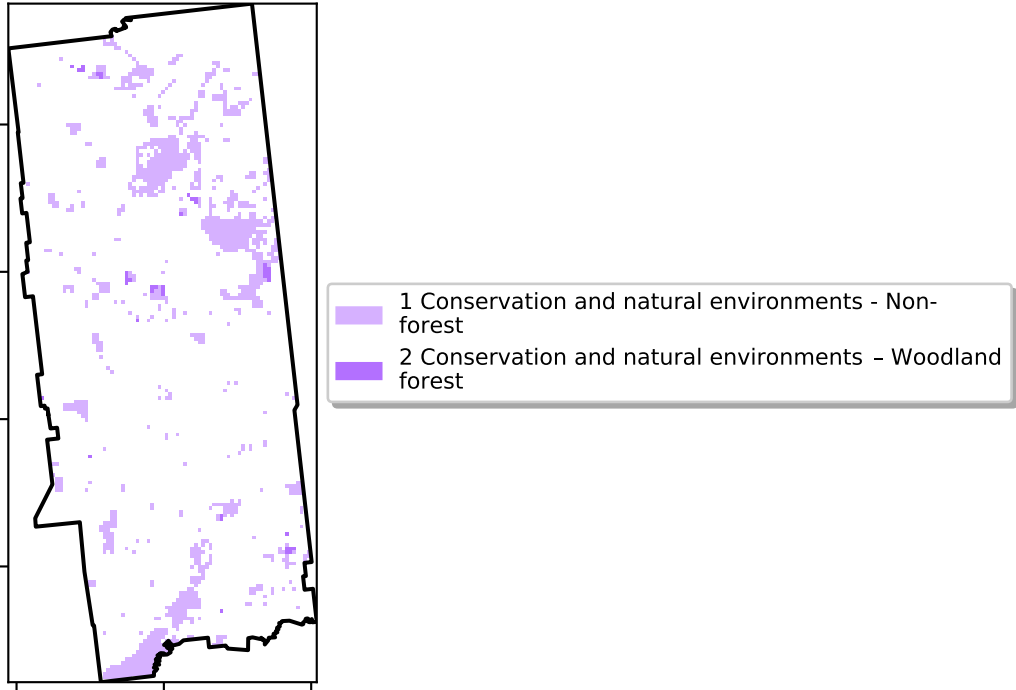 1 Conservation and natural environments - Non-
forest
2 Conservation and natural environments – Woodland
forest